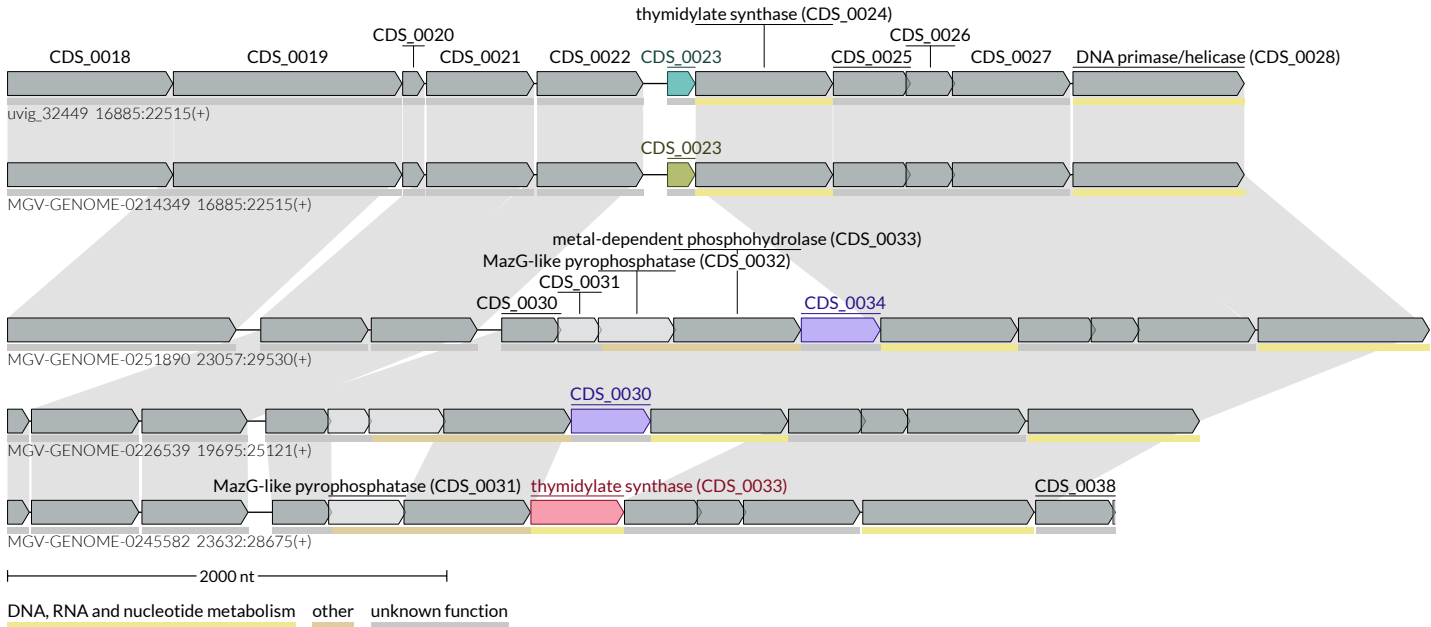 thymidylate synthase (CDS_0024)
CDS_0020 CDS_0026
CDS_0018 CDS_0019 CDS_0021 CDS_0022 CDS_0023 CDS_0025 CDS_0027 DNA primase/helicase (CDS_0028)
uvig_32449 16885:22515(+)
CDS_0023
MGV-GENOME-0214349 16885:22515(+)
metal-dependent phosphohydrolase (CDS_0033)
MazG-like pyrophosphatase (CDS_0032)
CDS_0031
CDS_0030 CDS_0034
MGV-GENOME-0251890 23057:29530(+)
CDS_0030
MGV-GENOME-0226539 19695:25121(+)
MazG-like pyrophosphatase (CDS_0031) thymidylate synthase (CDS_0033) CDS_0038
MGV-GENOME-0245582 23632:28675(+)
2000 nt
DNA, RNA and nucleotide metabolism other unknown function